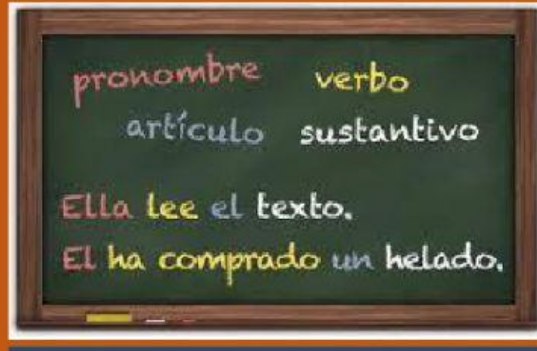 pronombre verbo
artículo sustantivo
Ella lee el texto.
El ha comprado un helado.